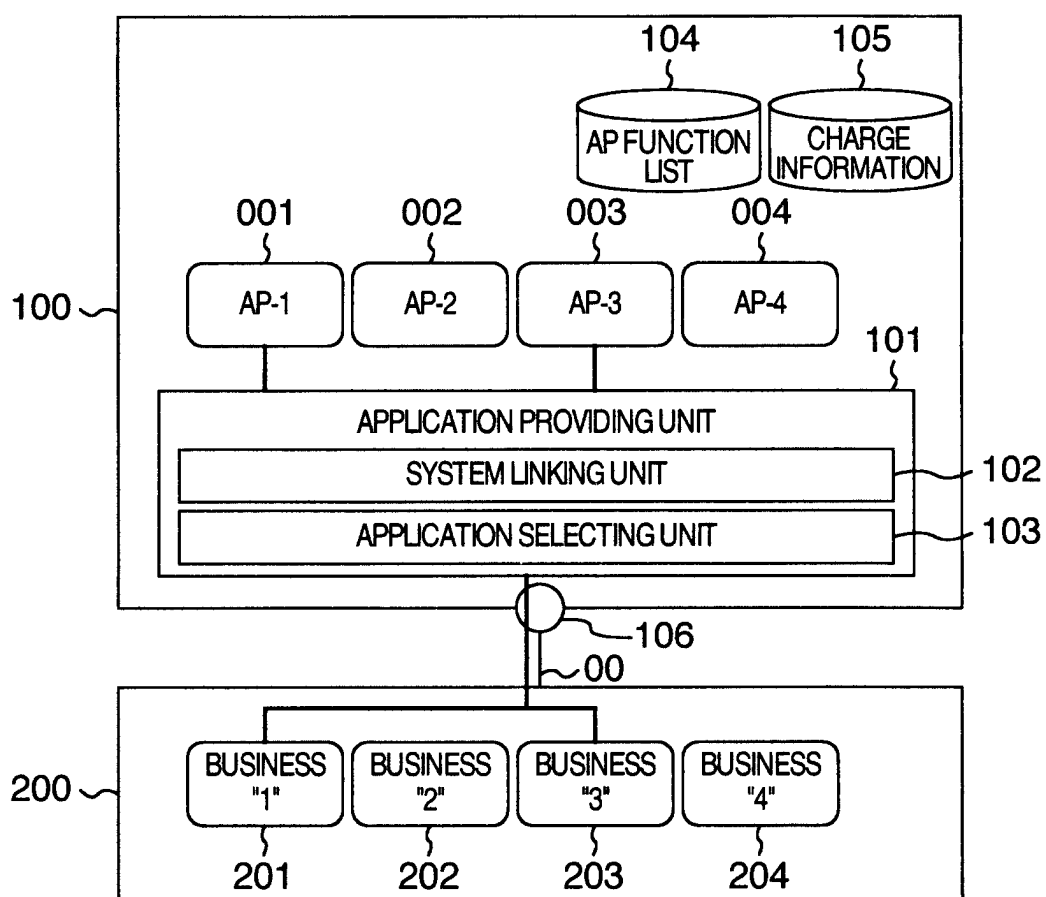 104
105
AP FUNCTION
LIST
CHARGE
INFORMATION
001
002
003
004
AP-1
AP-2
AP-3
AP-4
100
101
APPLICATION PROVIDING UNIT
SYSTEM LINKING UNIT
102
APPLICATION SELECTING UNIT
103
106
00
BUSINESS
"1"
BUSINESS
"2"
BUSINESS
"3"
BUSINESS
"4"
200
201
202
203
204